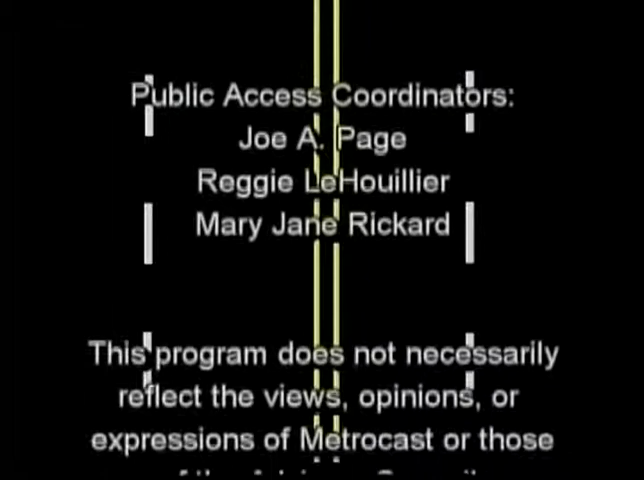 Public Access Coordinators:
Joe A. Page
Reggie LeHouillier
Mary Jane Rickard
This program does not necessarily
reflect the views, opinions, or
expressions of Metrocast or those